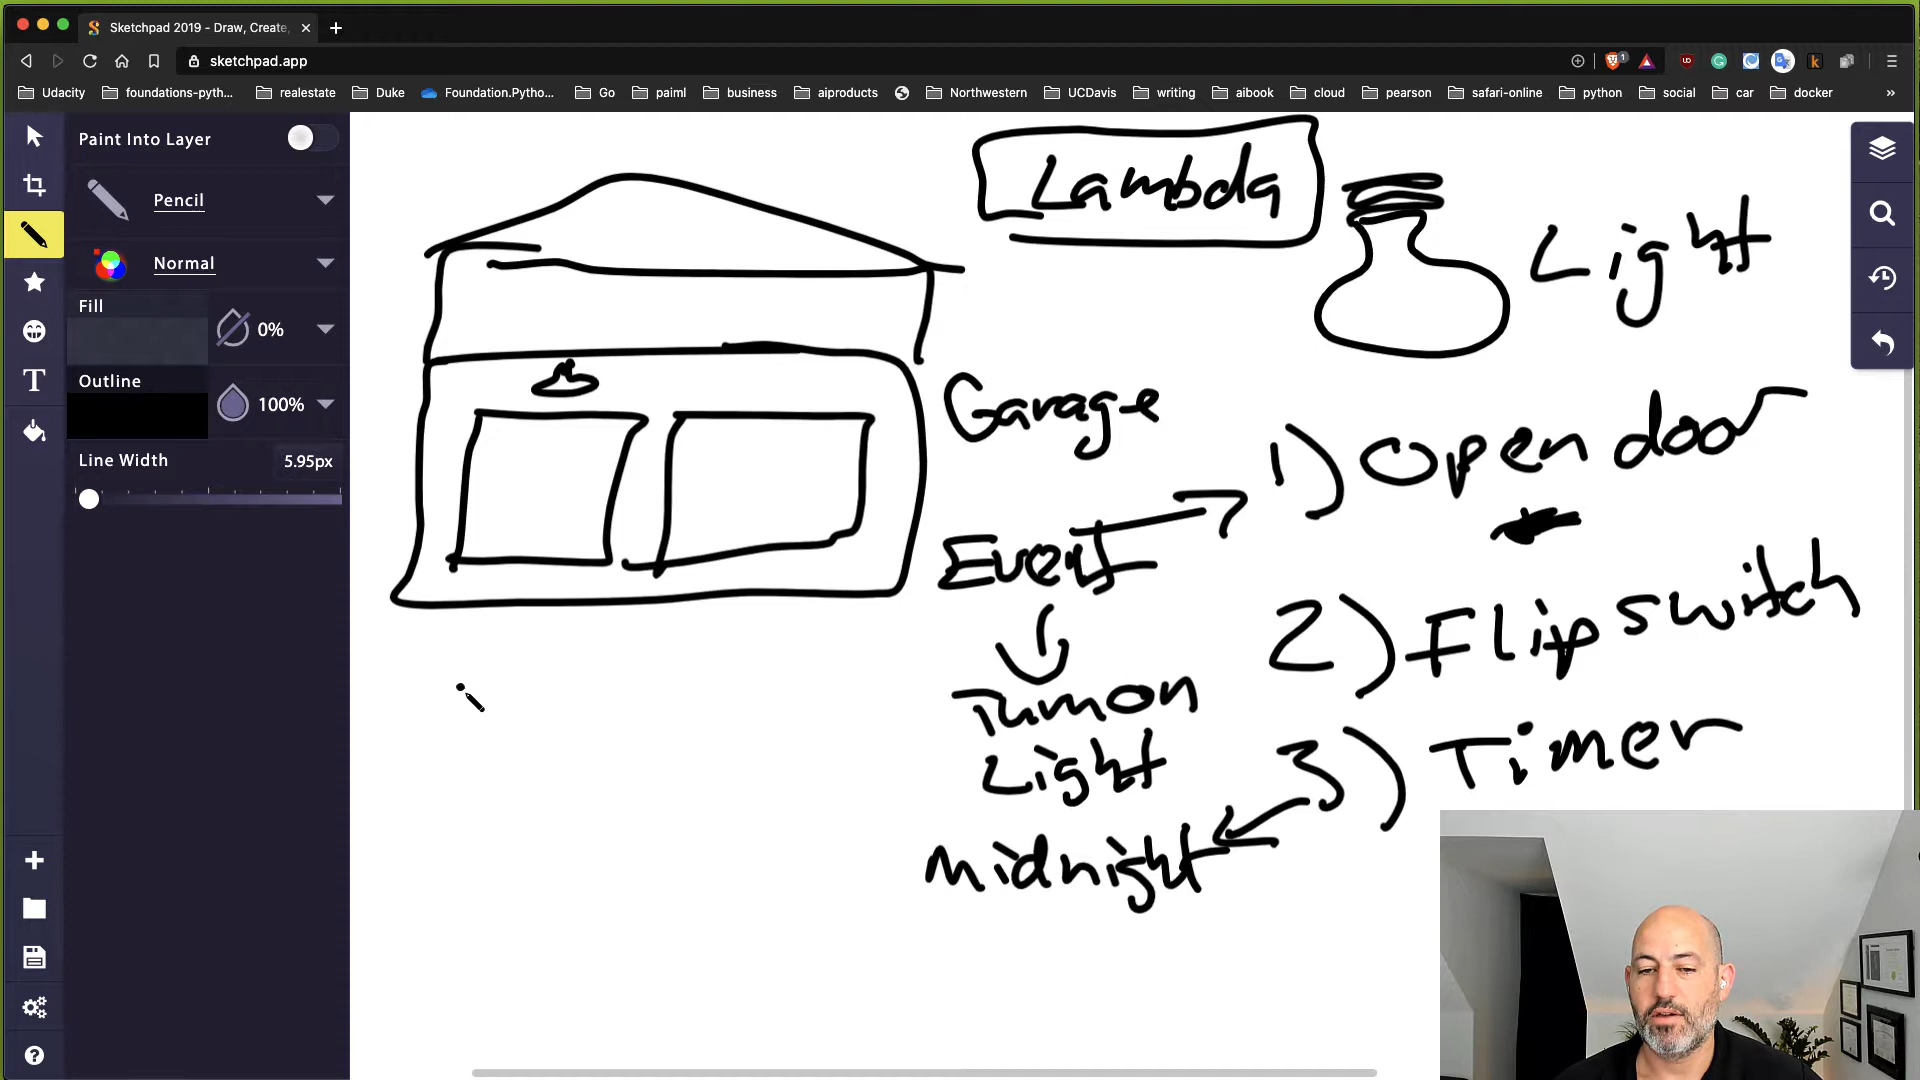 Sketchpad 2019 - Draw, Create,
sketchpad.app
1
Udacity
foundations-pyth...
realestate
Duke
Foundation.Pytho...
Go
paiml
business
aiproducts
Northwestern
UCDavis
writing
aibook
cloud
pearson
safari-online
python
social
car
docker
»
Paint Into Layer
Pencil
Normal
Fill
0%
Outline
100%
Line Width
5.95px
T
Lambda
Light
Garage
1) Open door
Event
2) Flip switch
Turn on
Light
3) Timer
Midnight